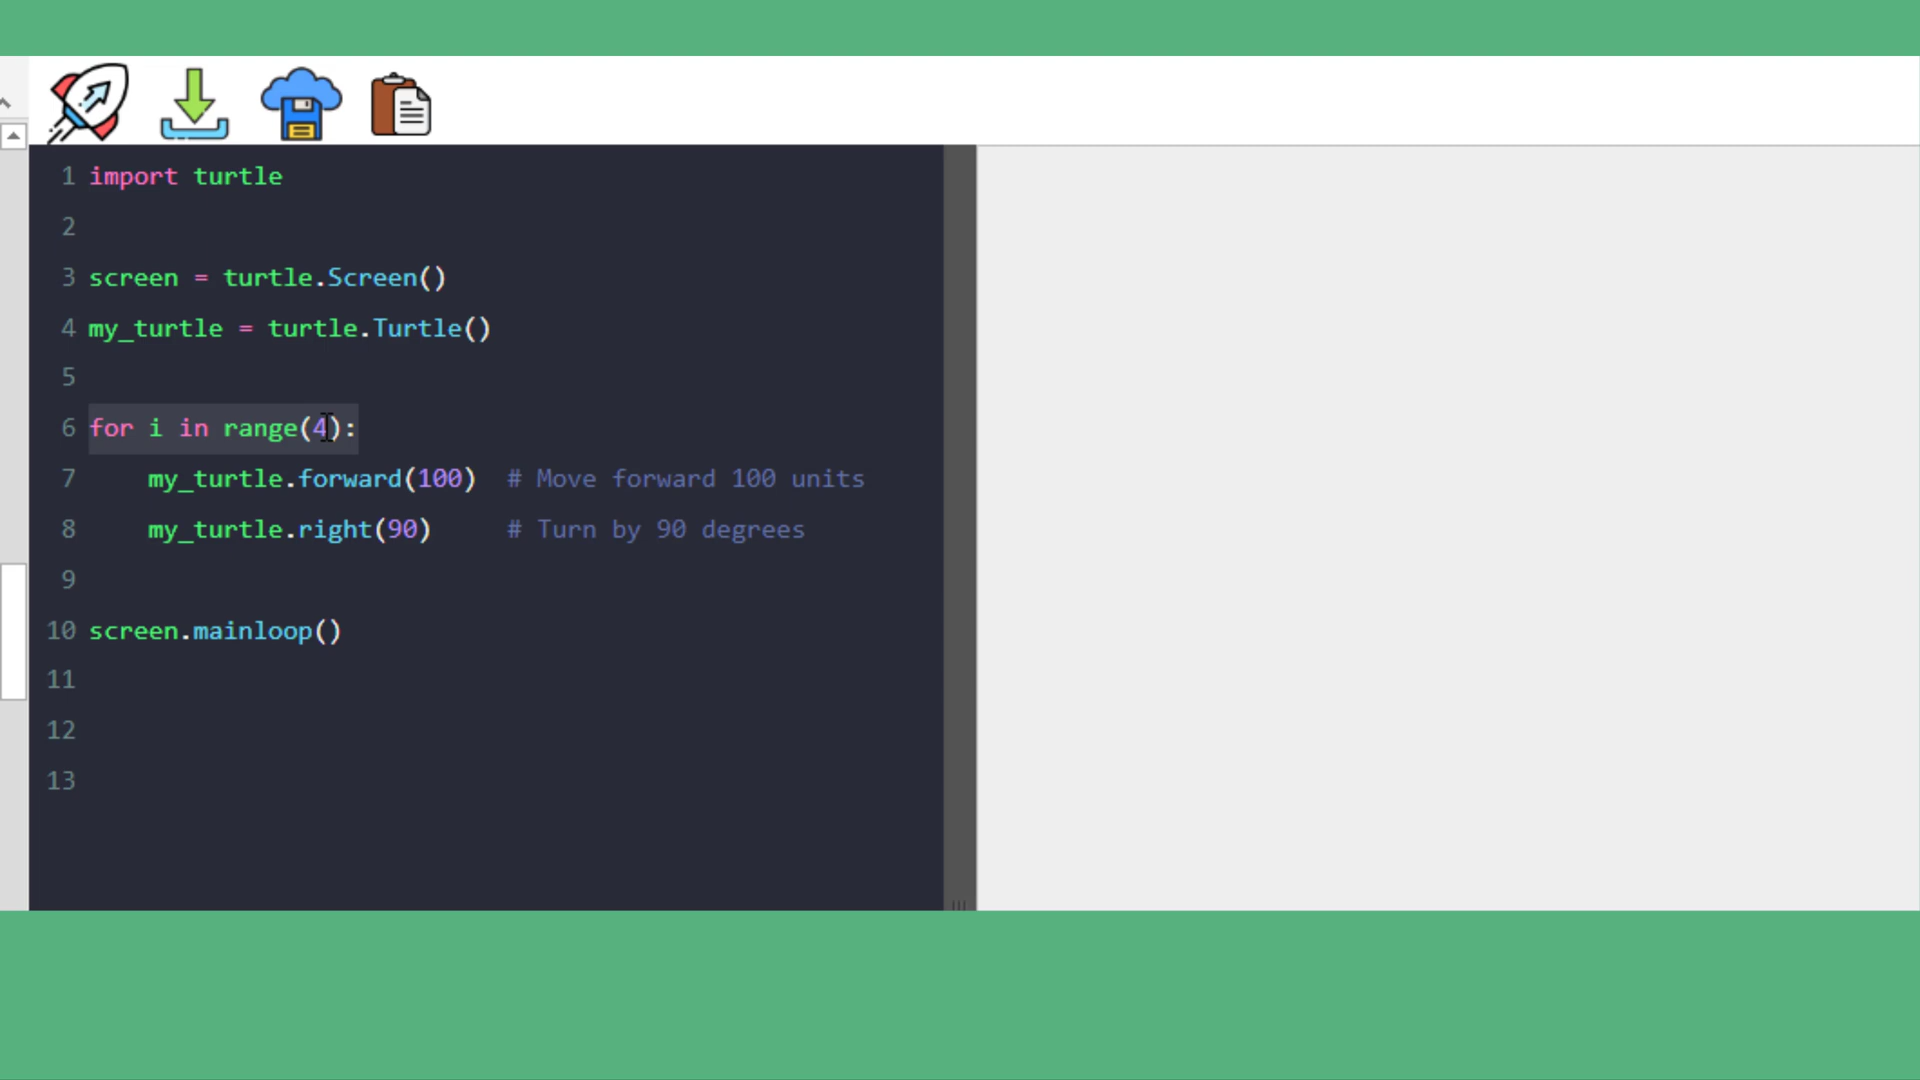 1 import turtle
2
3 screen = turtle.Screen()
4 my_turtle = turtle.Turtle()
5
6 for i in range(4):
7     my_turtle.forward(100)  # Move forward 100 units
8     my_turtle.right(90)     # Turn by 90 degrees
9
10 screen.mainloop()
11
12
13